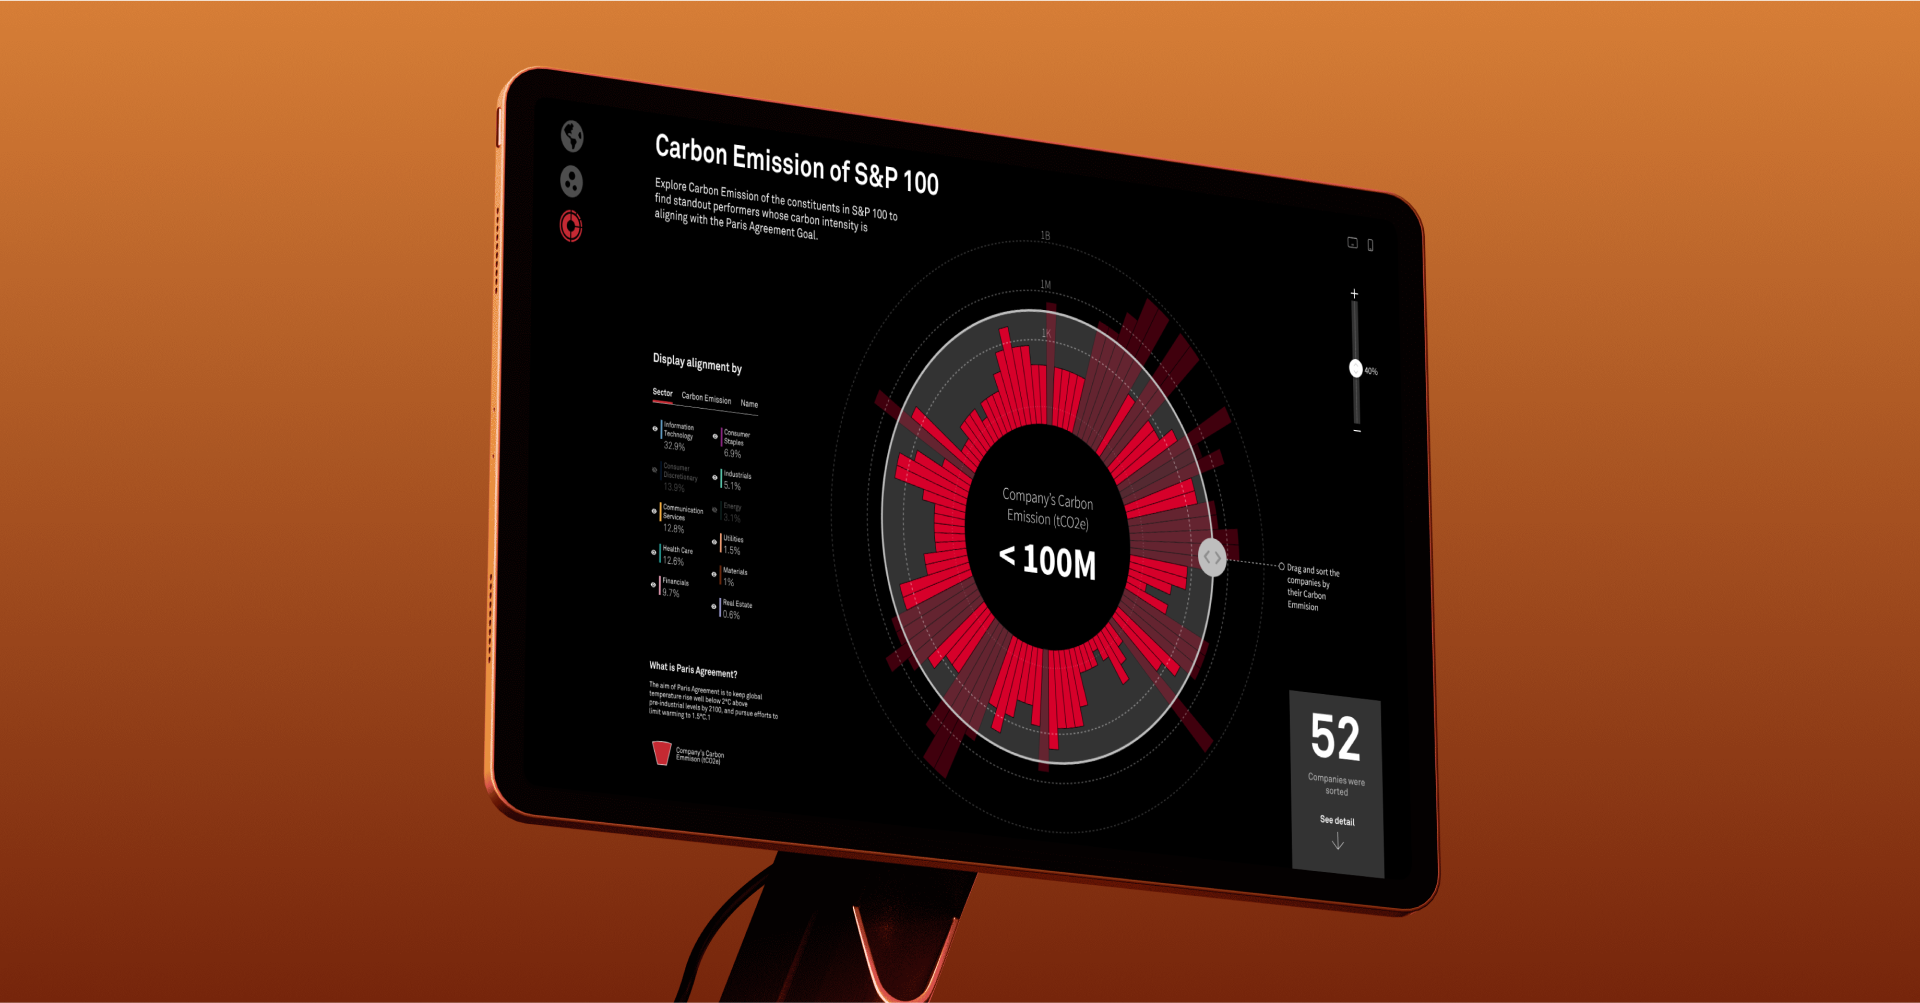 Carbon Emission of S&P 100
Explore Carbon Emission of the constituents in S&P 100 to
find standout performers whose carbon intensity is
aligning with the Paris Agreement Goal.
1B
1M
1K
+
40%
−
Display alignment by
Sector Carbon Emission Name
Information
Technology
32.9%
Consumer
Discretionary
13.9%
Communication
Services
12.8%
Health Care
12.6%
Financials
9.7%
Consumer
Staples
6.9%
Industrials
5.1%
Energy
3.1%
Utilities
1.5%
Materials
1%
Real Estate
0.6%
Company's Carbon
Emission (tCO2e)
< 100M
Drag and sort the
companies by
their Carbon
Emmision
What is Paris Agreement?
The aim of Paris Agreement is to keep global
temperature rise well below 2°C above
pre-industrial levels by 2100, and pursue efforts to
limit warming to 1.5°C.1
Company's Carbon
Emmison (tCO2e)
52
Companies were
sorted
See detail